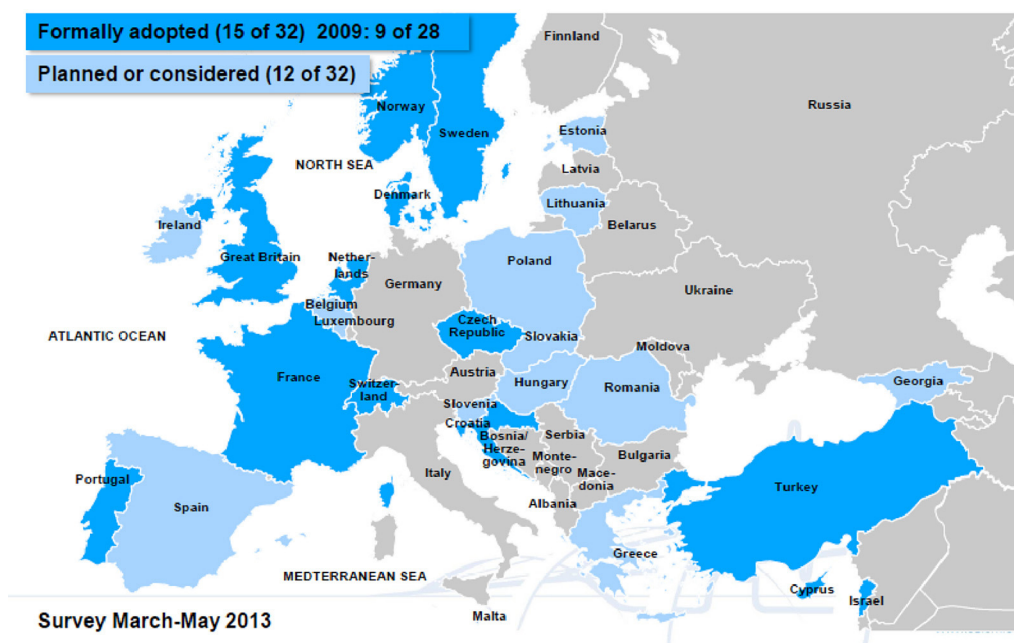 Formally adopted (15 of 32)  2009: 9 of 28
Planned or considered (12 of 32)
Finnland
Norway
Sweden
Russia
Estonia
NORTH SEA
Latvia
Denmark
Lithuania
Ireland
Belarus
Great Britain
Nether-
lands
Poland
Germany
Ukraine
Belgium
Luxembourg
Czech
Republic
ATLANTIC OCEAN
Slovakia
Moldova
Austria
France
Switzer-
land
Hungary
Romania
Georgia
Slovenia
Croatia
Bosnia/
Herze-
govina
Serbia
Monte-
negro
Bulgaria
Italy
Mace-
donia
Portugal
Turkey
Albania
Spain
Greece
MEDTERRANEAN SEA
Cyprus
Israel
Malta
Survey March-May 2013